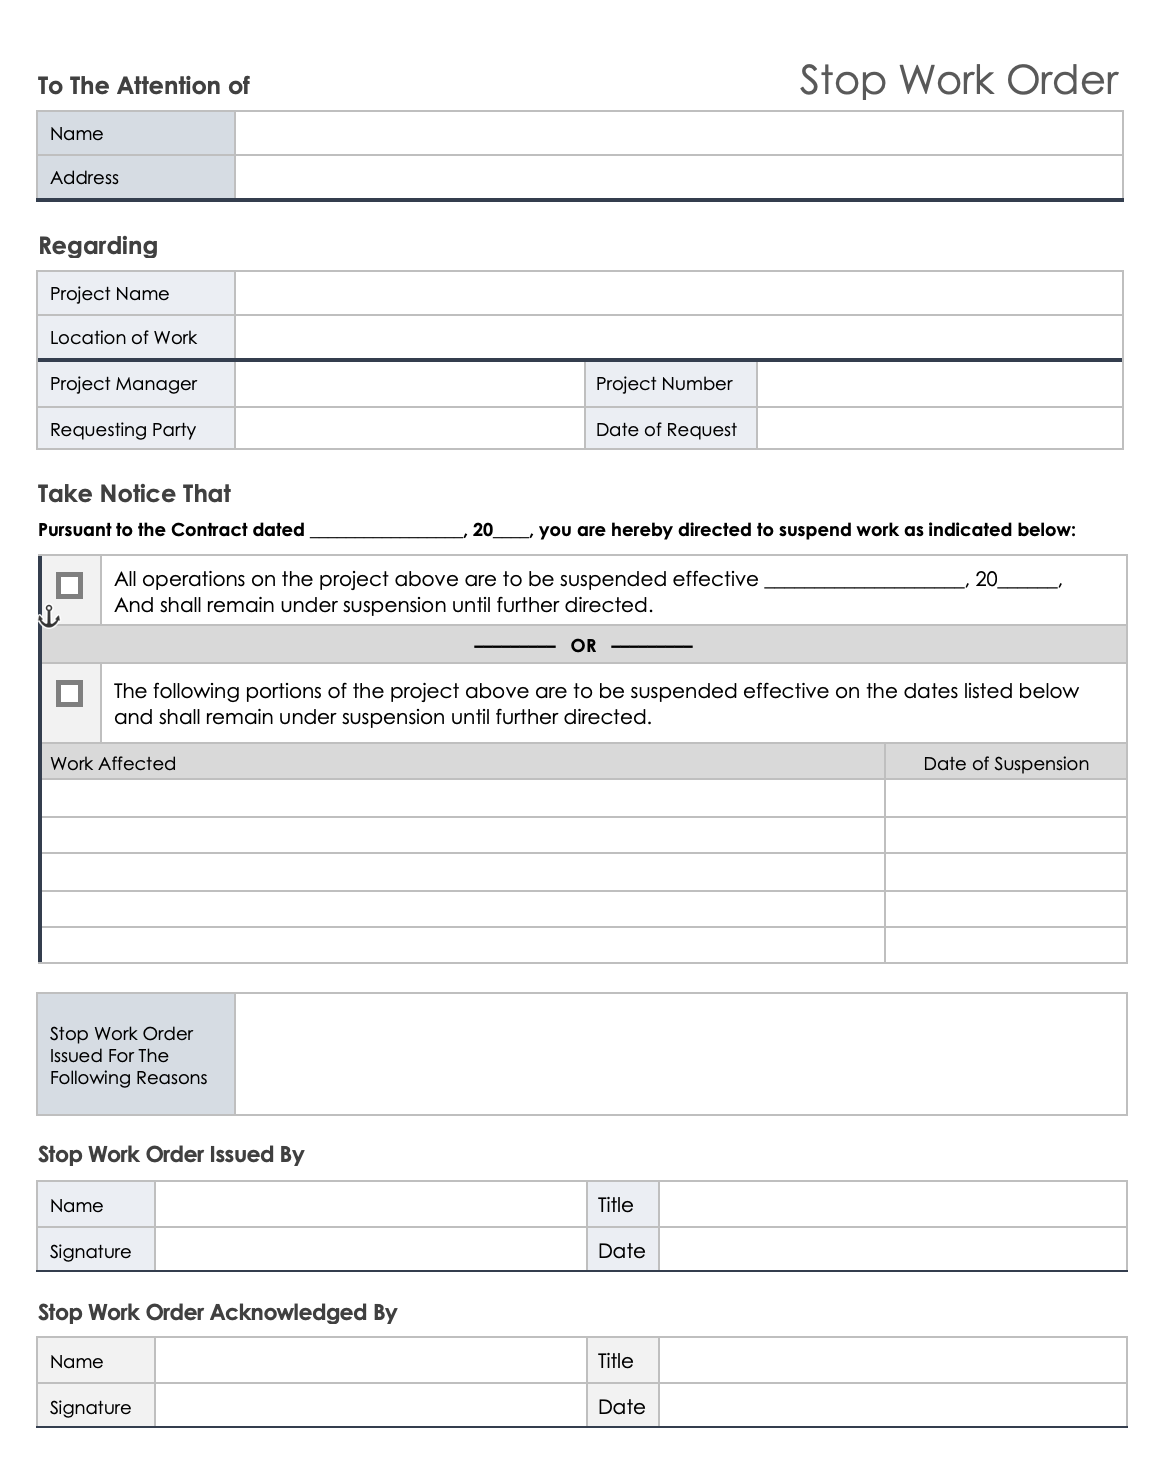 To The Attention of
Stop Work Order
Name
Address
Regarding
Project Name
Location of Work
Project Manager
Project Number
Requesting Party
Date of Request
Take Notice That
Pursuant to the Contract dated _________________, 20____, you are hereby directed to suspend work as indicated below:
All operations on the project above are to be suspended effective ____________________, 20______,
And shall remain under suspension until further directed.
OR
The following portions of the project above are to be suspended effective on the dates listed below
and shall remain under suspension until further directed.
Work Affected
Date of Suspension
Stop Work Order
Issued For The
Following Reasons
Stop Work Order Issued By
Name
Title
Signature
Date
Stop Work Order Acknowledged By
Name
Title
Signature
Date